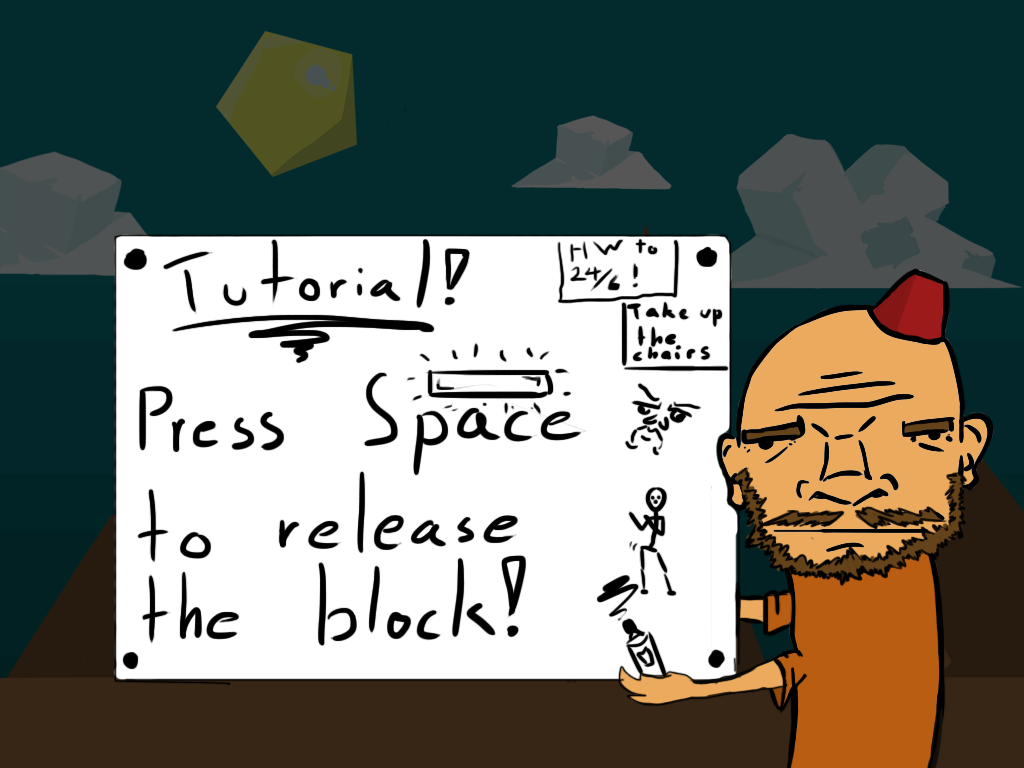 Tutorial!
HW to
24/6!
Take up
the
chairs
Press Space
to release
the block!